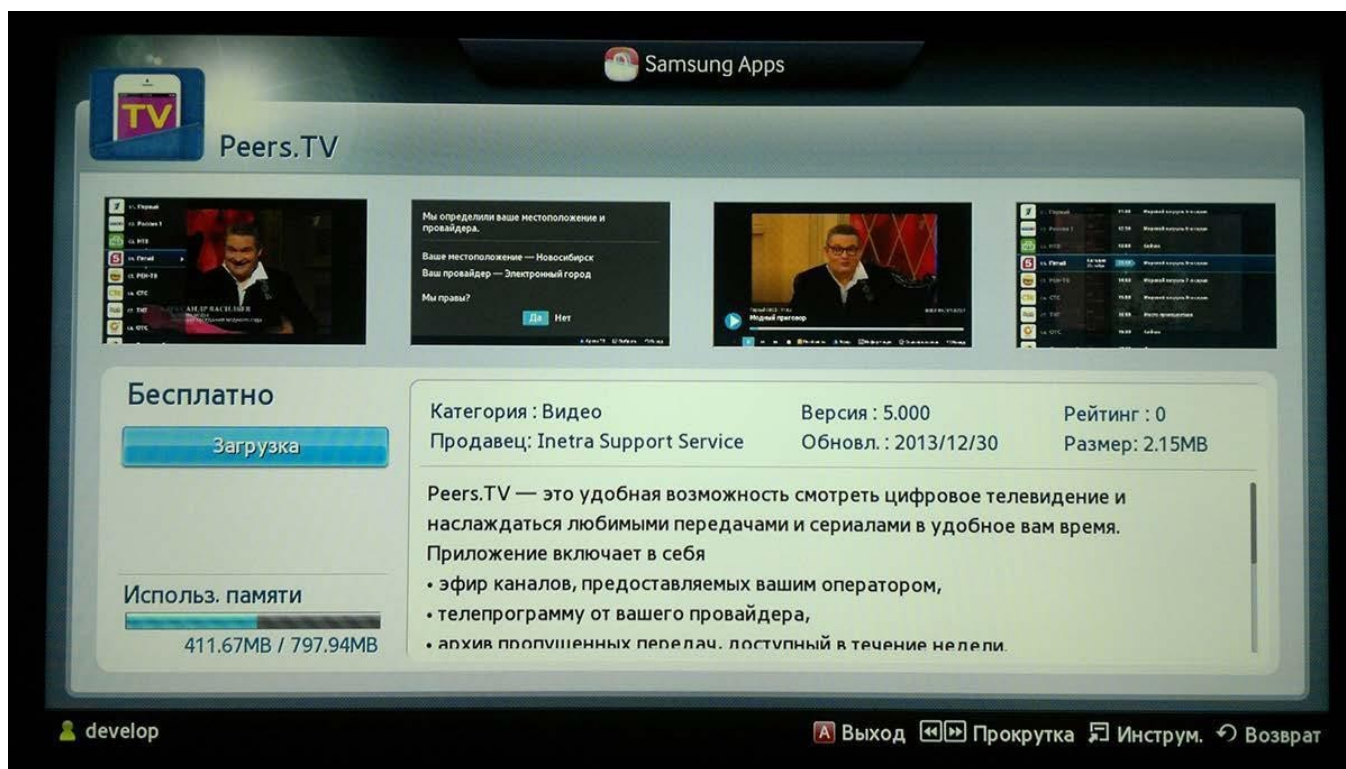 Samsung Apps
TV
Peers.TV
Мы определили ваше местоположение и
провайдера.
Ваше местоположение — Новосибирск
Ваш провайдер — Электронный город
Мы правы?
Да Нет
Модный приговор
Бесплатно
Загрузка
Использ. памяти
411.67MB / 797.94MB
Категория : Видео
Версия : 5.000
Рейтинг : 0
Продавец: Inetra Support Service
Обновл. : 2013/12/30
Размер: 2.15MB
Peers.TV — это удобная возможность смотреть цифровое телевидение и
наслаждаться любимыми передачами и сериалами в удобное вам время.
Приложение включает в себя
• эфир каналов, предоставляемых вашим оператором,
• телепрограмму от вашего провайдера,
• архив пропущенных передач, доступный в течение недели.
develop
A Выход Прокрутка Инструм. Возврат